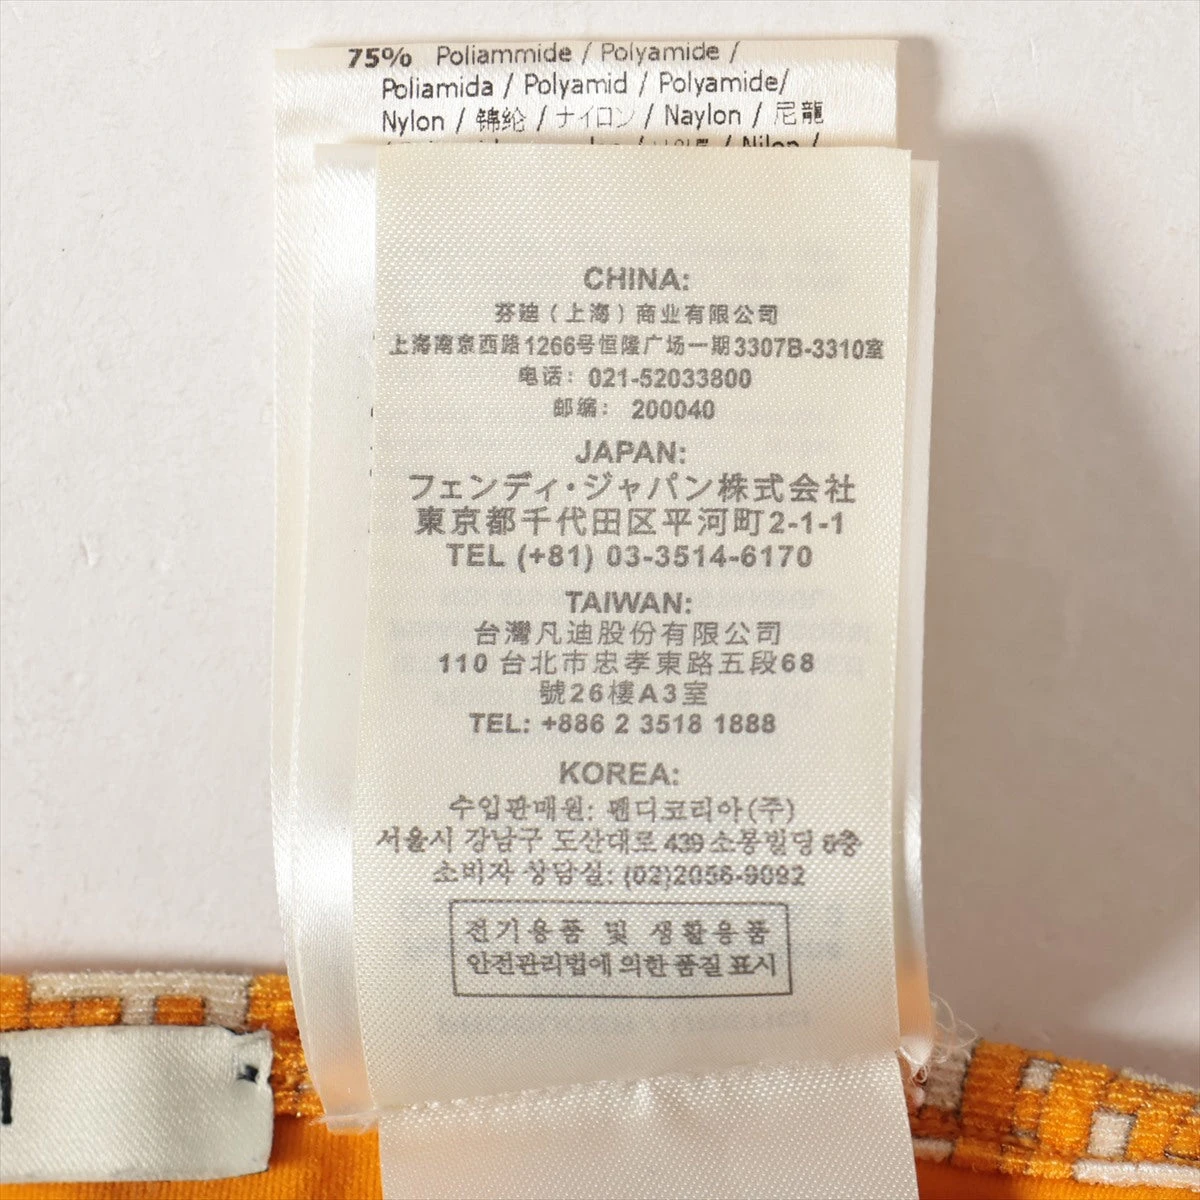 75% Poliammide / Polyamide /
Poliamida / Polyamid / Polyamide/
Nylon / 锦纶 / ナイロン / Naylon / 尼龍
/ Nilon /
CHINA:
芬迪（上海）商业有限公司
上海南京西路1266号恒隆广场一期3307B-3310室
电话: 021-52033800
邮编: 200040
JAPAN:
フェンディ・ジャパン株式会社
東京都千代田区平河町2-1-1
TEL (+81) 03-3514-6170
TAIWAN:
台灣凡迪股份有限公司
110 台北市忠孝東路五段68
號26樓A3室
TEL: +886 2 3518 1888
KOREA:
수입판매원: 펜디코리아(주)
서울시 강남구 도산대로 439 소봉빌딩 6층
소비자 상담실: (02)2056-9082
전기용품 및 생활용품
안전관리법에 의한 품질 표시